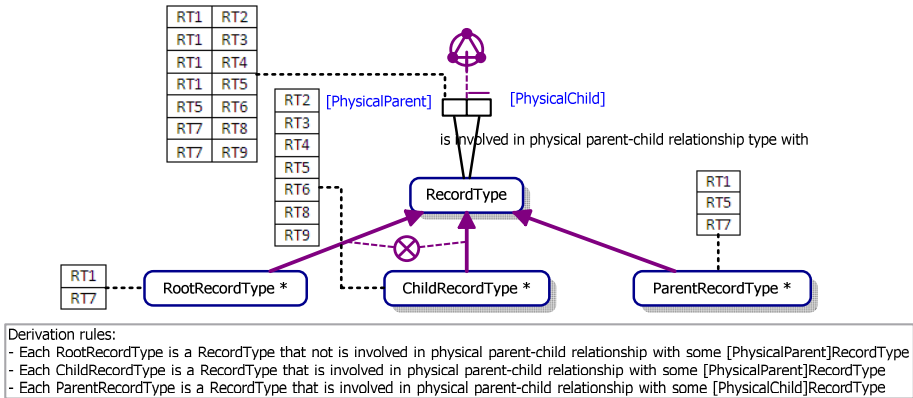 RT1 RT2
RT1 RT3
RT1 RT4
RT1 RT5
RT5 RT6
RT7 RT8
RT7 RT9
[PhysicalParent]
[PhysicalChild]
is involved in physical parent-child relationship type with
RT2
RT3
RT4
RT5
RT6
RT8
RT9
RecordType
RT1
RT5
RT7
RT1
RT7
RootRecordType *
ChildRecordType *
ParentRecordType *
Derivation rules:
- Each RootRecordType is a RecordType that not is involved in physical parent-child relationship with some [PhysicalParent]RecordType
- Each ChildRecordType is a RecordType that is involved in physical parent-child relationship with some [PhysicalParent]RecordType
- Each ParentRecordType is a RecordType that is involved in physical parent-child relationship with some [PhysicalChild]RecordType